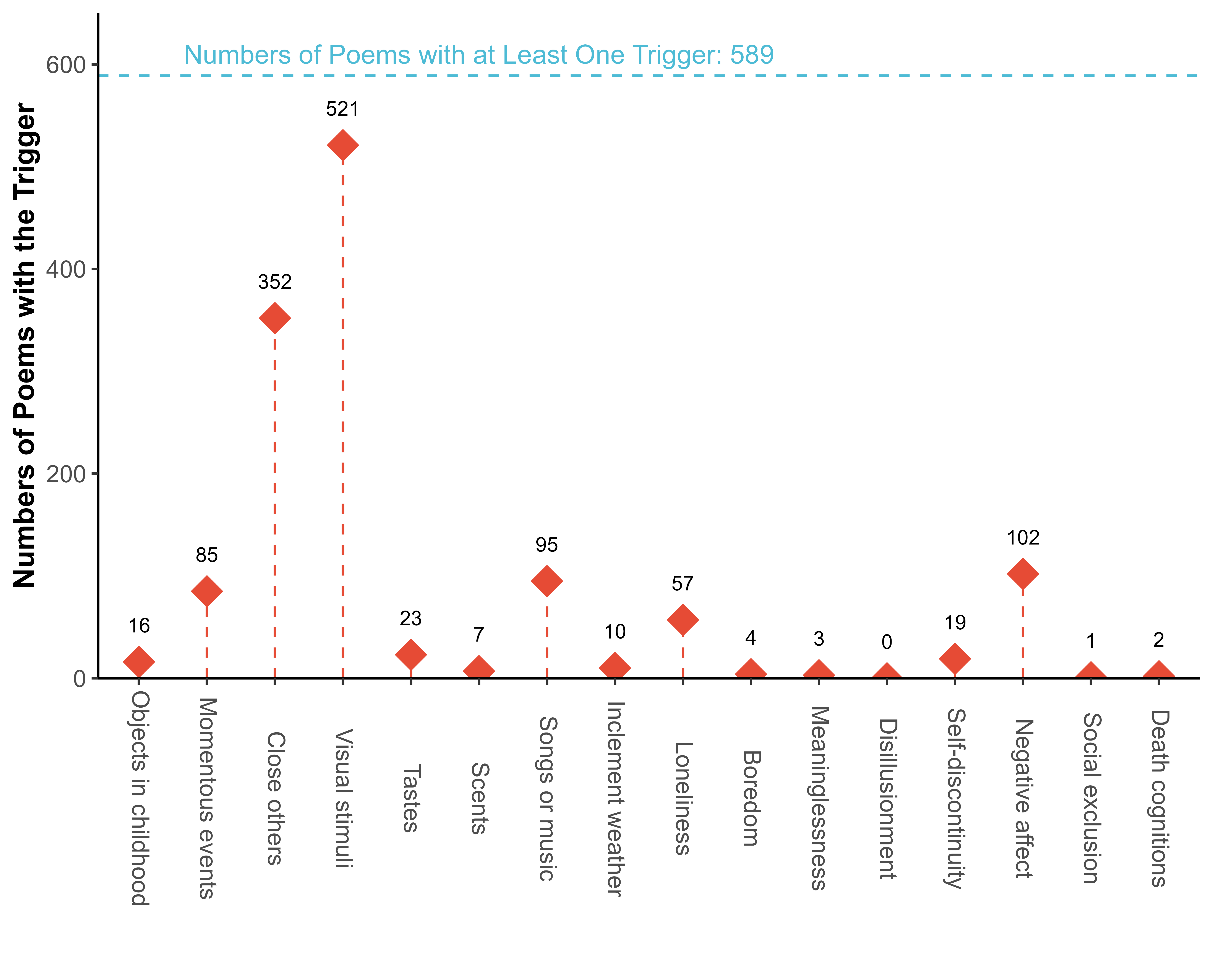 Numbers of Poems with at Least One Trigger: 589
Numbers of Poems with the Trigger
600
400
200
0
16
85
352
521
23
7
95
10
57
4
3
0
19
102
1
2
Objects in childhood
Momentous events
Close others
Visual stimuli
Tastes
Scents
Songs or music
Inclement weather
Loneliness
Boredom
Meaninglessness
Disillusionment
Self-discontinuity
Negative affect
Social exclusion
Death cognitions